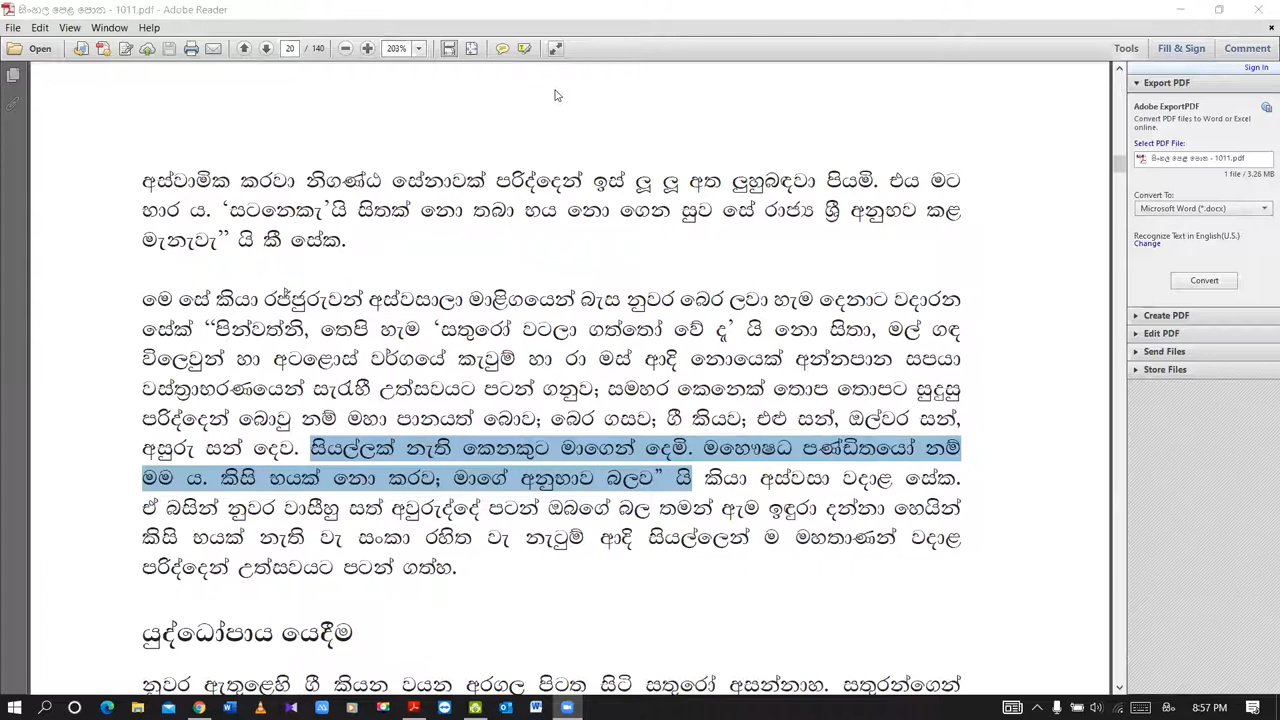 සිංහල පෙළ පොත - 1011.pdf - Adobe Reader
File Edit View Window Help
Open 20 / 140 203% Tools Fill & Sign Comment
Sign In
Export PDF
Adobe ExportPDF
Convert PDF files to Word or Excel
online.
Select PDF File:
සිංහල පෙළ පොත - 1011.pdf
1 file / 3.26 MB
Convert To:
Microsoft Word (*.docx)
Recognize Text in English(U.S.)
Change
Convert
Create PDF
Edit PDF
Send Files
Store Files
අස්වාමික කරවා නිගණ්ඨ සේනාවක් පරිද්දෙන් ඉස් ලූ ලූ අත ලුහුබඳවා පියමි. එය මට
භාර ය. ‘සටනෙකැ’යි සිතක් නො තබා භය නො ගෙන සුව සේ රාජ්‍ය ශ්‍රී අනුභව කළ
මැනැවැ” යි කී සේක.
මෙ සේ කියා රජ්ජුරුවන් අස්වසාලා මාළිගයෙන් බැස නුවර බෙර ලවා හැම දෙනාට වදාරන
සේක් “පින්වත්නි, තෙපි හැම ‘සතුරෝ වටලා ගත්තෝ වේ ද’ යි නො සිතා, මල් ගඳ
විලෙවුන් හා අටළොස් වර්ගයේ කැවුම් හා රා මස් ආදි නොයෙක් අන්නපාන සපයා
වස්ත්‍රාභරණයෙන් සැරැහී උත්සවයට පටන් ගනුව; සමහර කෙනෙක් තොප තොපට සුදුසු
පරිද්දෙන් බොවු නම් මහා පානයත් බොව; බෙර ගසව; ගී කියව; එළු සන්, ඔල්වර සන්,
අසුරු සන් දෙව. සියල්ලක් නැති කෙනකුට මාගෙන් දෙමි. මහෞෂධ පණ්ඩිතයෝ නම්
මම ය. කිසි භයක් නො කරව; මාගේ අනුභාව බලව” යි කියා අස්වසා වදාළ සේක.
ඒ බසින් නුවර වාසීහු සත් අවුරුද්දේ පටන් ඔබගේ බල තමන් ඇම ඉඳුරා දන්නා හෙයින්
කිසි භයක් නැති වැ සංකා රහිත වැ නැටුම් ආදි සියල්ලෙන් ම මහතාණන් වදාළ
පරිද්දෙන් උත්සවයට පටන් ගත්හ.
යුද්ධෝපාය යෙදීම
නුවර ඇතුළෙහි ගී කියන වයන අරගල පිටත සිටි සතුරෝ අසන්නාහ. සතුරන්ගෙන්
8:57 PM